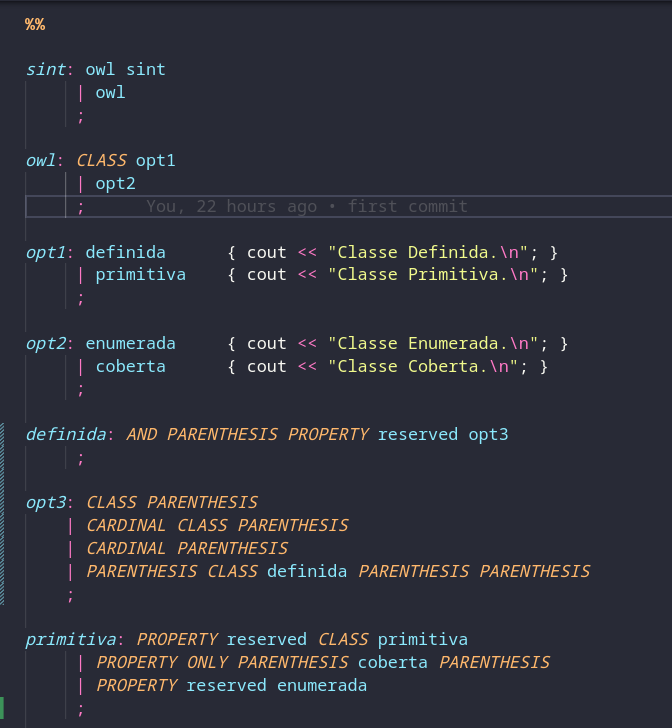 %%
sint: owl sint
| owl
;
owl: CLASS opt1
| opt2
; You, 22 hours ago • first commit
opt1: definida { cout << "Classe Definida.\n"; }
| primitiva { cout << "Classe Primitiva.\n"; }
;
opt2: enumerada { cout << "Classe Enumerada.\n"; }
| coberta { cout << "Classe Coberta.\n"; }
;
definida: AND PARENTHESIS PROPERTY reserved opt3
;
opt3: CLASS PARENTHESIS
| CARDINAL CLASS PARENTHESIS
| CARDINAL PARENTHESIS
| PARENTHESIS CLASS definida PARENTHESIS PARENTHESIS
;
primitiva: PROPERTY reserved CLASS primitiva
| PROPERTY ONLY PARENTHESIS coberta PARENTHESIS
| PROPERTY reserved enumerada
;